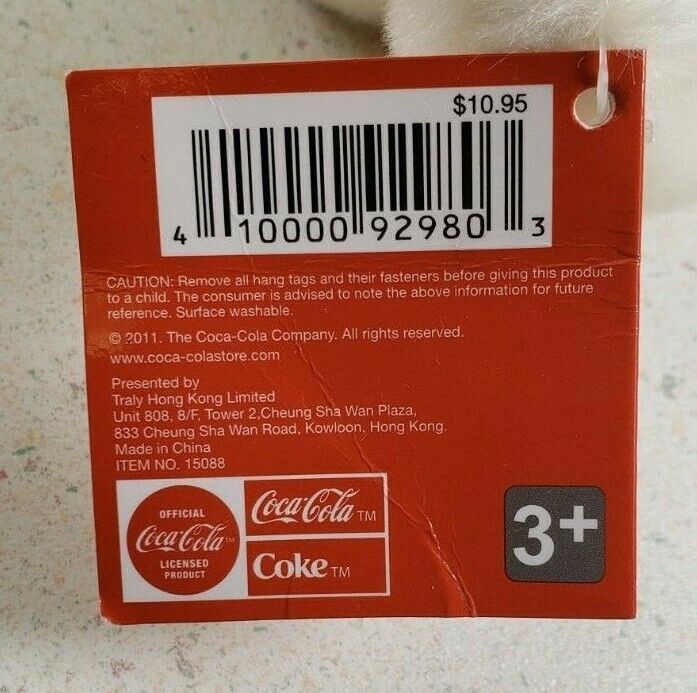 $10.95
4 10000 92980 3
CAUTION: Remove all hang tags and their fasteners before giving this product
to a child. The consumer is advised to note the above information for future
reference. Surface washable.
© 2011. The Coca-Cola Company. All rights reserved.
www.coca-colastore.com
Presented by
Traly Hong Kong Limited
Unit 808, 8/F, Tower 2,Cheung Sha Wan Plaza,
833 Cheung Sha Wan Road, Kowloon, Hong Kong.
Made in China
ITEM NO. 15088
OFFICIAL
Coca-Cola TM
LICENSED
PRODUCT
Coca-Cola TM
Coke TM
3+